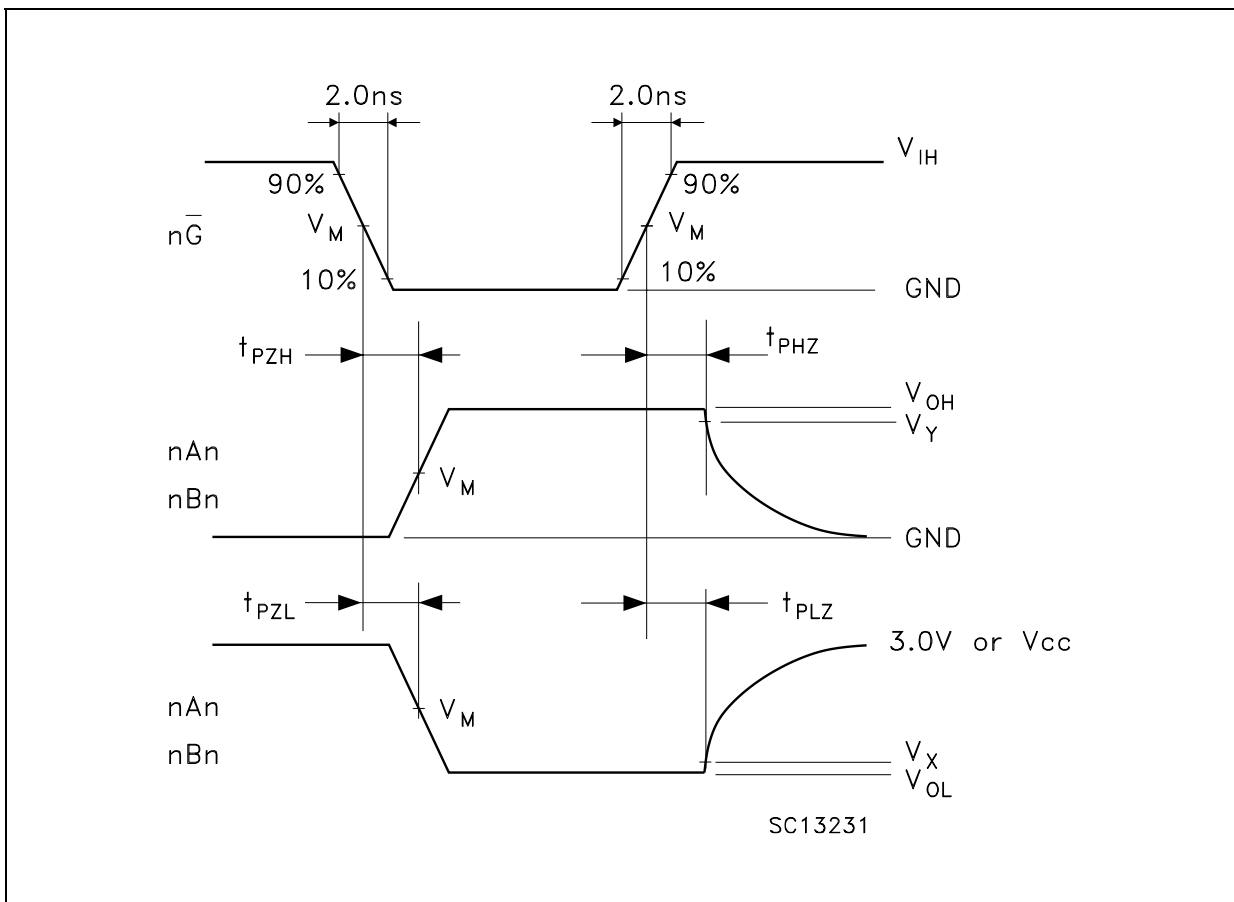 2.0ns 2.0ns
V_IH
90% 90%
nG̅ V_M V_M
10% 10%
GND
t_PZH t_PHZ
V_OH
V_Y
nAn
V_M
nBn
GND
t_PZL t_PLZ
3.0V or Vcc
nAn V_M
nBn
V_X
V_OL
SC13231